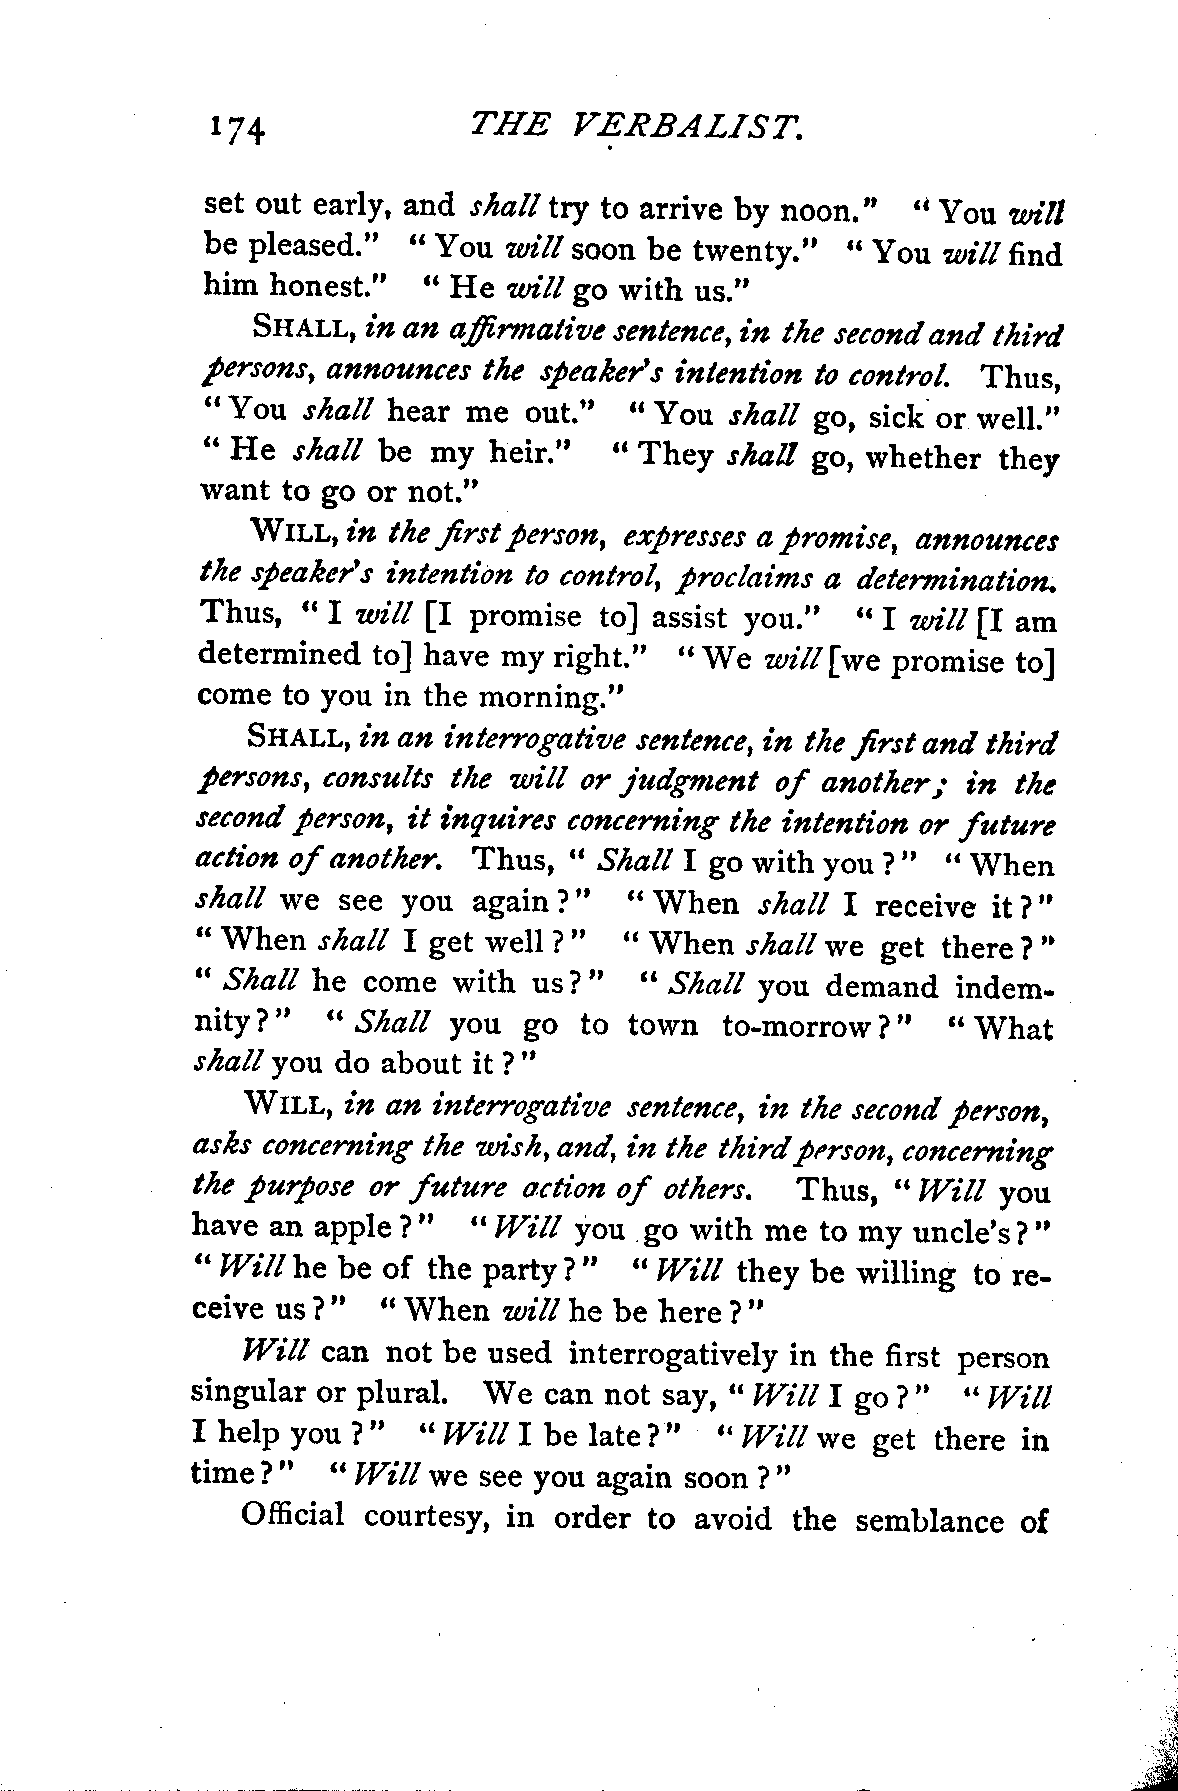 174 THE VERBALIST.
set out early, and shall try to arrive by noon." "You will
be pleased." "You will soon be twenty." "You will find
him honest." "He will go with us."
SHALL, in an affirmative sentence, in the second and third
persons, announces the speaker's intention to control. Thus,
"You shall hear me out." "You shall go, sick or well."
"He shall be my heir." "They shall go, whether they
want to go or not."
WILL, in the first person, expresses a promise, announces
the speaker's intention to control, proclaims a determination.
Thus, "I will [I promise to] assist you." "I will [I am
determined to] have my right." "We will [we promise to]
come to you in the morning."
SHALL, in an interrogative sentence, in the first and third
persons, consults the will or judgment of another; in the
second person, it inquires concerning the intention or future
action of another. Thus, "Shall I go with you?" "When
shall we see you again?" "When shall I receive it?"
"When shall I get well?" "When shall we get there?"
"Shall he come with us?" "Shall you demand indem-
nity?" "Shall you go to town to-morrow?" "What
shall you do about it?"
WILL, in an interrogative sentence, in the second person,
asks concerning the wish, and, in the third person, concerning
the purpose or future action of others. Thus, "Will you
have an apple?" "Will you go with me to my uncle's?"
"Will he be of the party?" "Will they be willing to re-
ceive us?" "When will he be here?"
Will can not be used interrogatively in the first person
singular or plural. We can not say, "Will I go?" "Will
I help you?" "Will I be late?" "Will we get there in
time?" "Will we see you again soon?"
Official courtesy, in order to avoid the semblance of